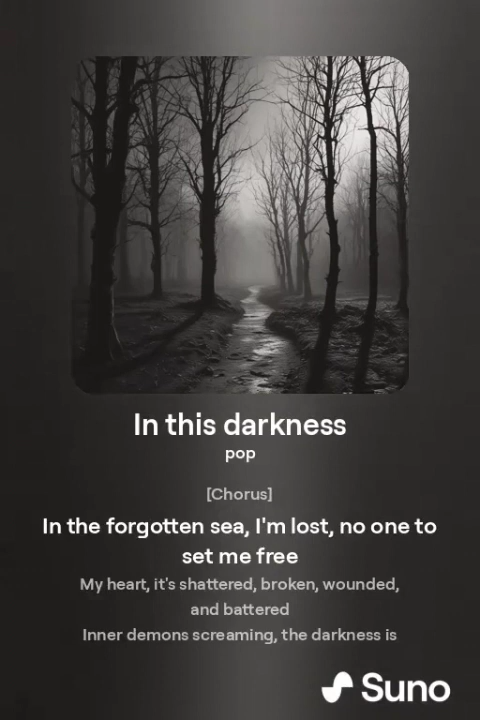 In this darkness
pop
[Chorus]
In the forgotten sea, I'm lost, no one to
set me free
My heart, it's shattered, broken, wounded,
and battered
Inner demons screaming, the darkness is
Suno